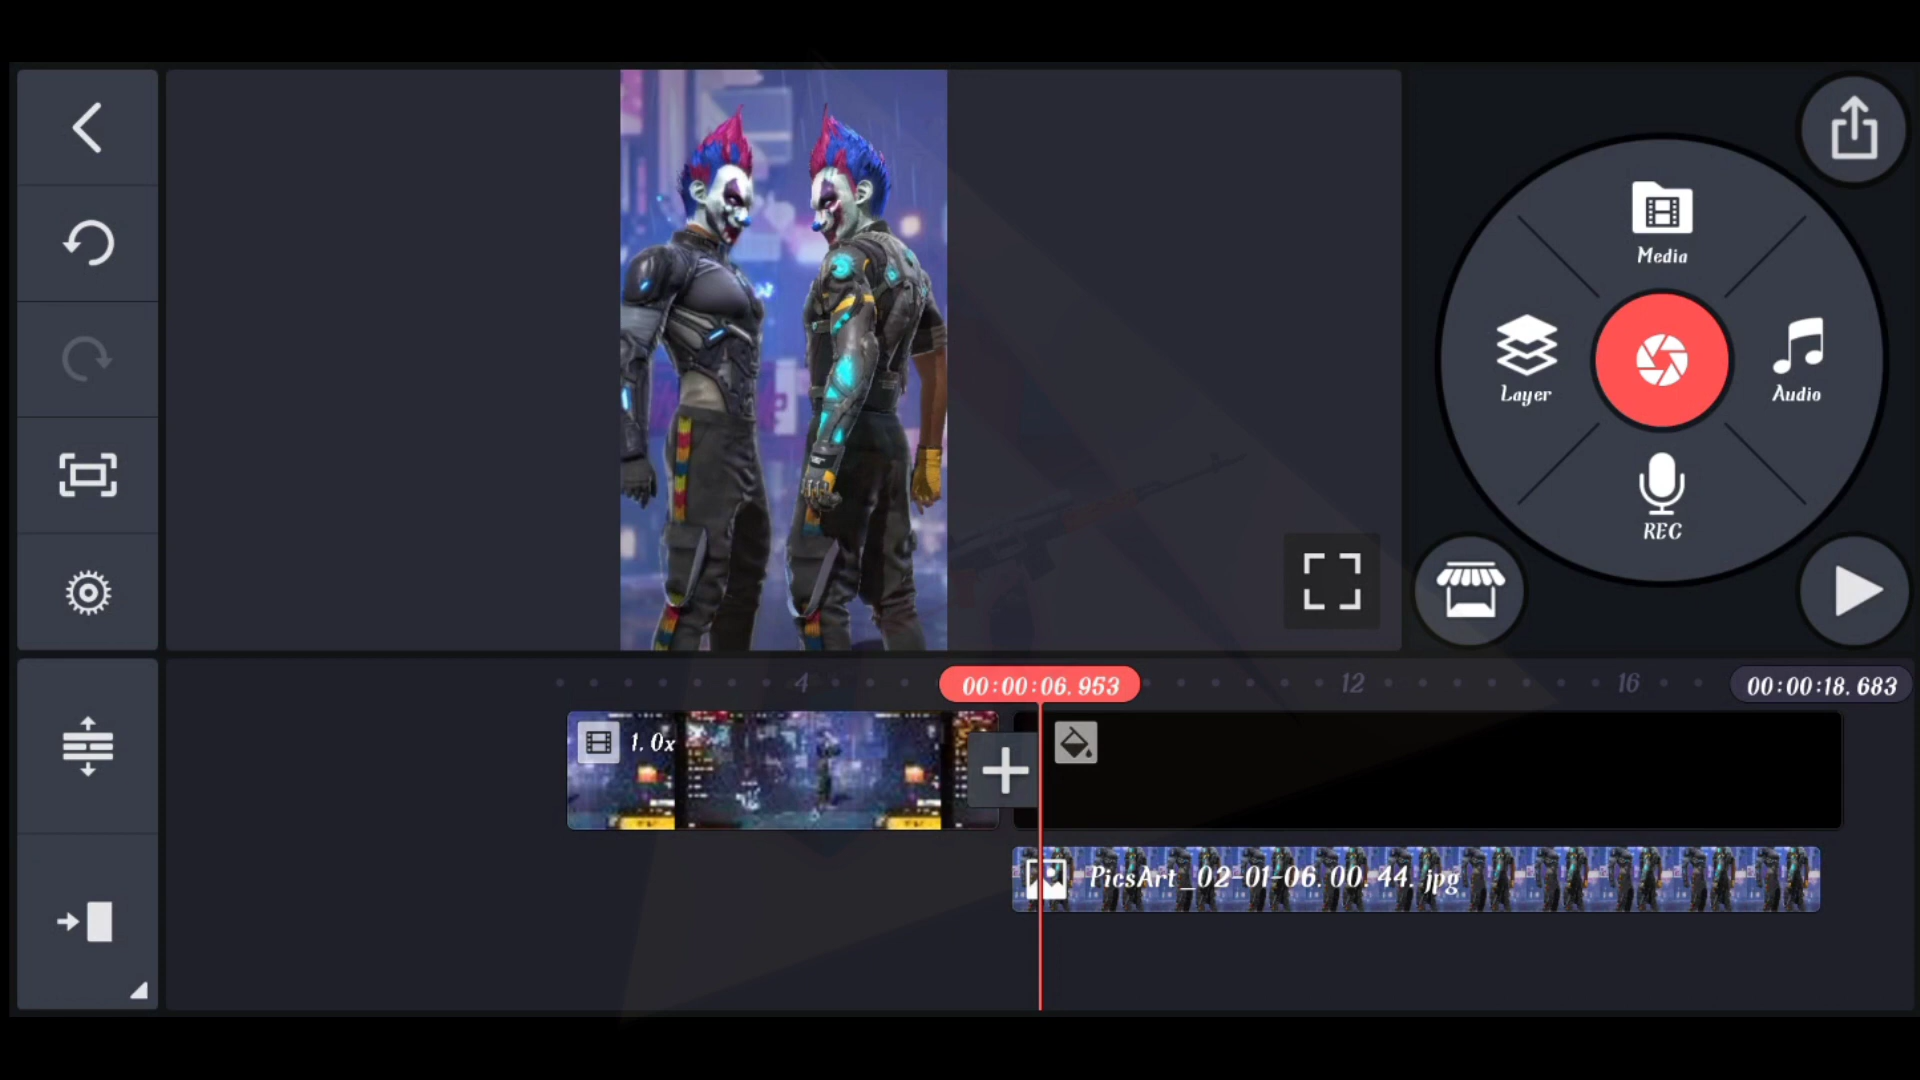 Media
Layer
Audio
REC
4
00:00:06.953
12
16
00:00:18.683
1.0x
PicsArt_02-01-06.00.44.jpg